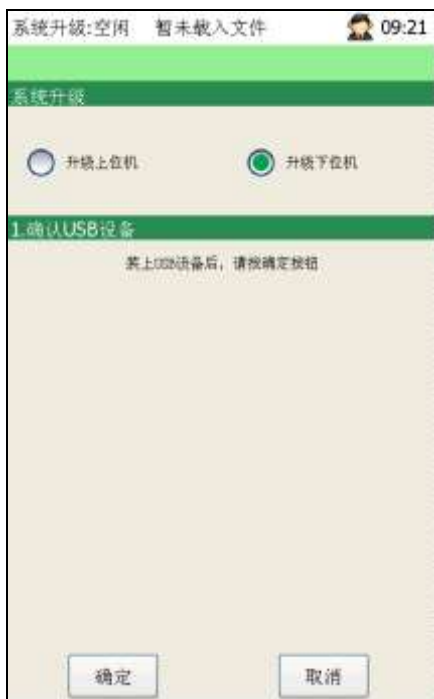 系统升级:空闲 暂未载入文件 09:21
系统升级
升级上位机 升级下位机
1.确认USB设备
装上USB设备后，请按确定按钮
确定 取消